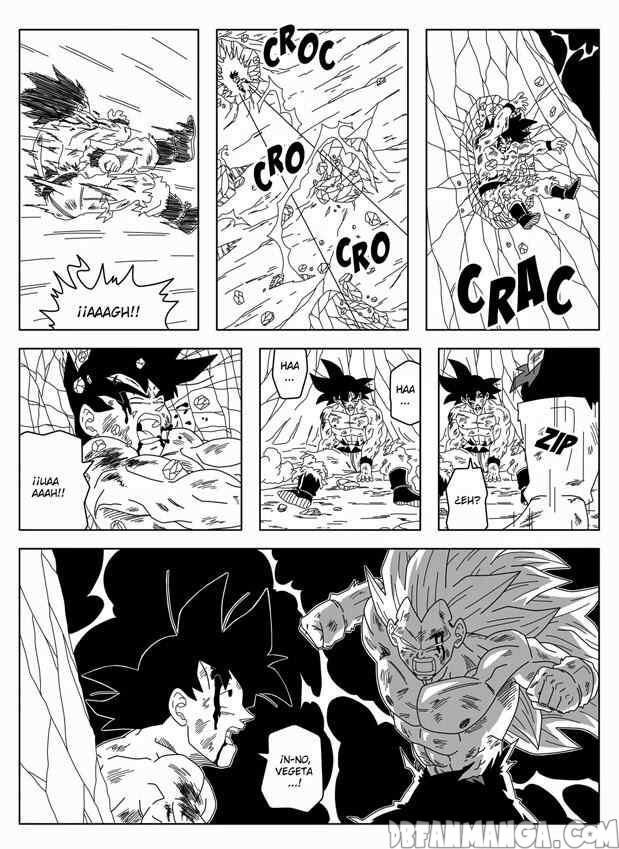 ¡¡AAAGH!!
CROC
CRO
CRO
CRAC
¡¡UAA
AAAH!!
HAA
...
HAA
...
ZIP
¿EH?
¡N-NO,
VEGETA
...!
DBFANMANGA.COM